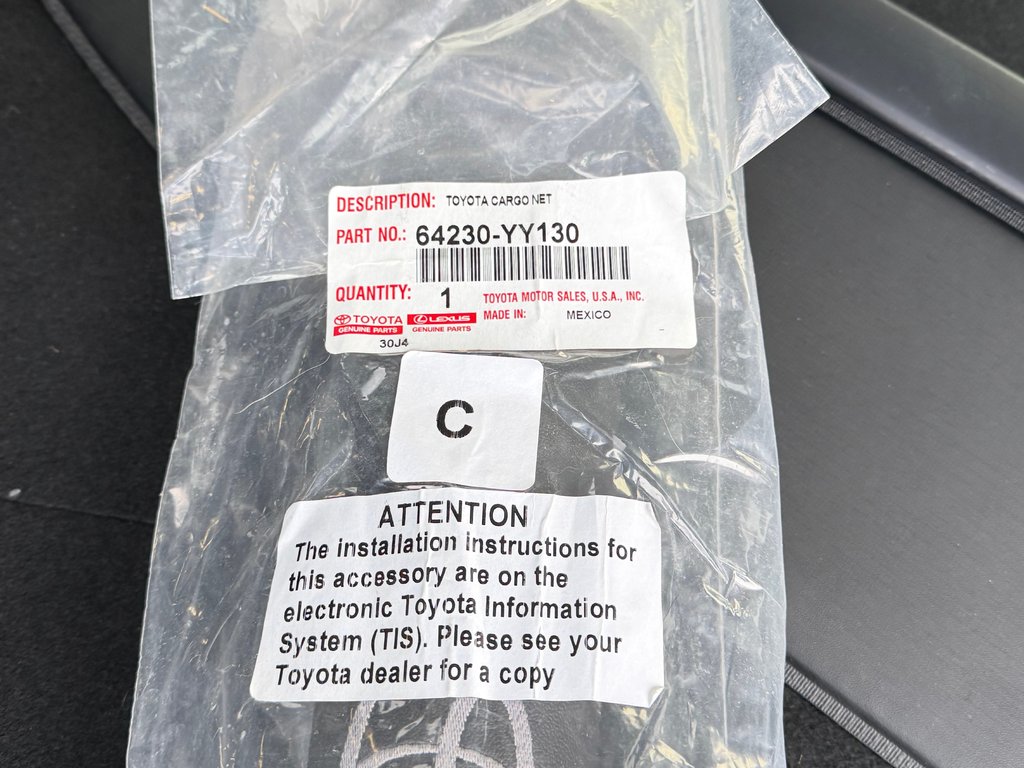 DESCRIPTION: TOYOTA CARGO NET
PART NO.: 64230-YY130
QUANTITY: 1
TOYOTA MOTOR SALES, U.S.A., INC.
TOYOTA LEXUS MADE IN: MEXICO
GENUINE PARTS GENUINE PARTS
30J4
C
ATTENTION
The installation instructions for
this accessory are on the
electronic Toyota Information
System (TIS). Please see your
Toyota dealer for a copy